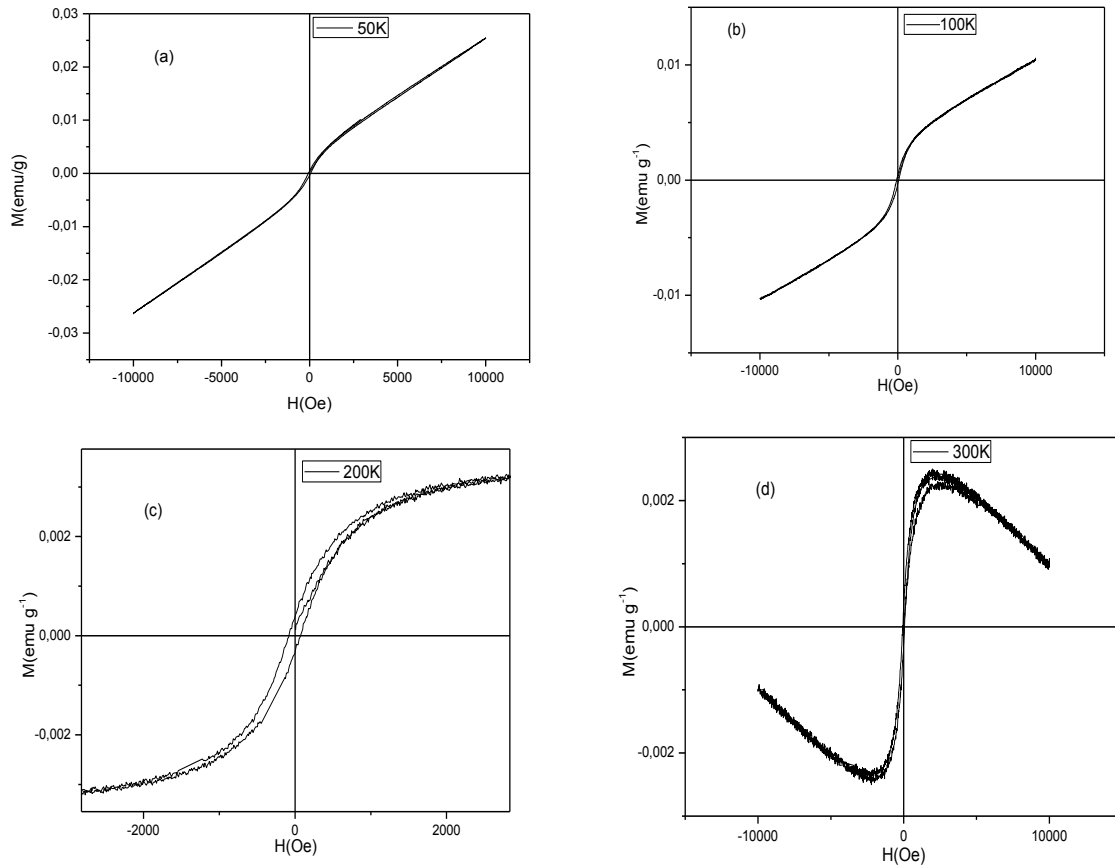 (a)
50K
0,03
0,02
0,01
0,00
-0,01
-0,02
-0,03
M(emu/g)
-10000 -5000 0 5000 10000
H(Oe)
(b)
100K
0,01
0,00
-0,01
M(emu g-1)
-10000 0 10000
H(Oe)
(c)
200K
0,002
0,000
-0,002
M(emu g-1)
-2000 0 2000
H(Oe)
(d)
300K
0,002
0,000
-0,002
M(emu g-1)
-10000 0 10000
H(Oe)